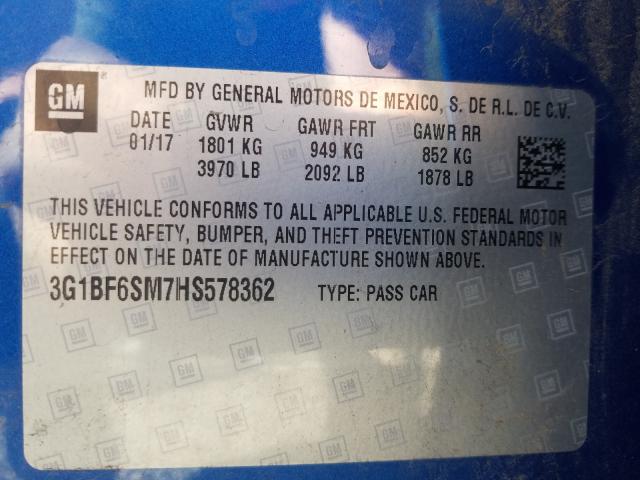 GM
MFD BY GENERAL MOTORS DE MEXICO, S. DE R.L. DE C.V.
DATE GVWR GAWR FRT GAWR RR
01/17 1801 KG 949 KG 852 KG
3970 LB 2092 LB 1878 LB
THIS VEHICLE CONFORMS TO ALL APPLICABLE U.S. FEDERAL MOTOR
VEHICLE SAFETY, BUMPER, AND THEFT PREVENTION STANDARDS IN
EFFECT ON THE DATE OF MANUFACTURE SHOWN ABOVE.
3G1BF6SM7HS578362 TYPE: PASS CAR